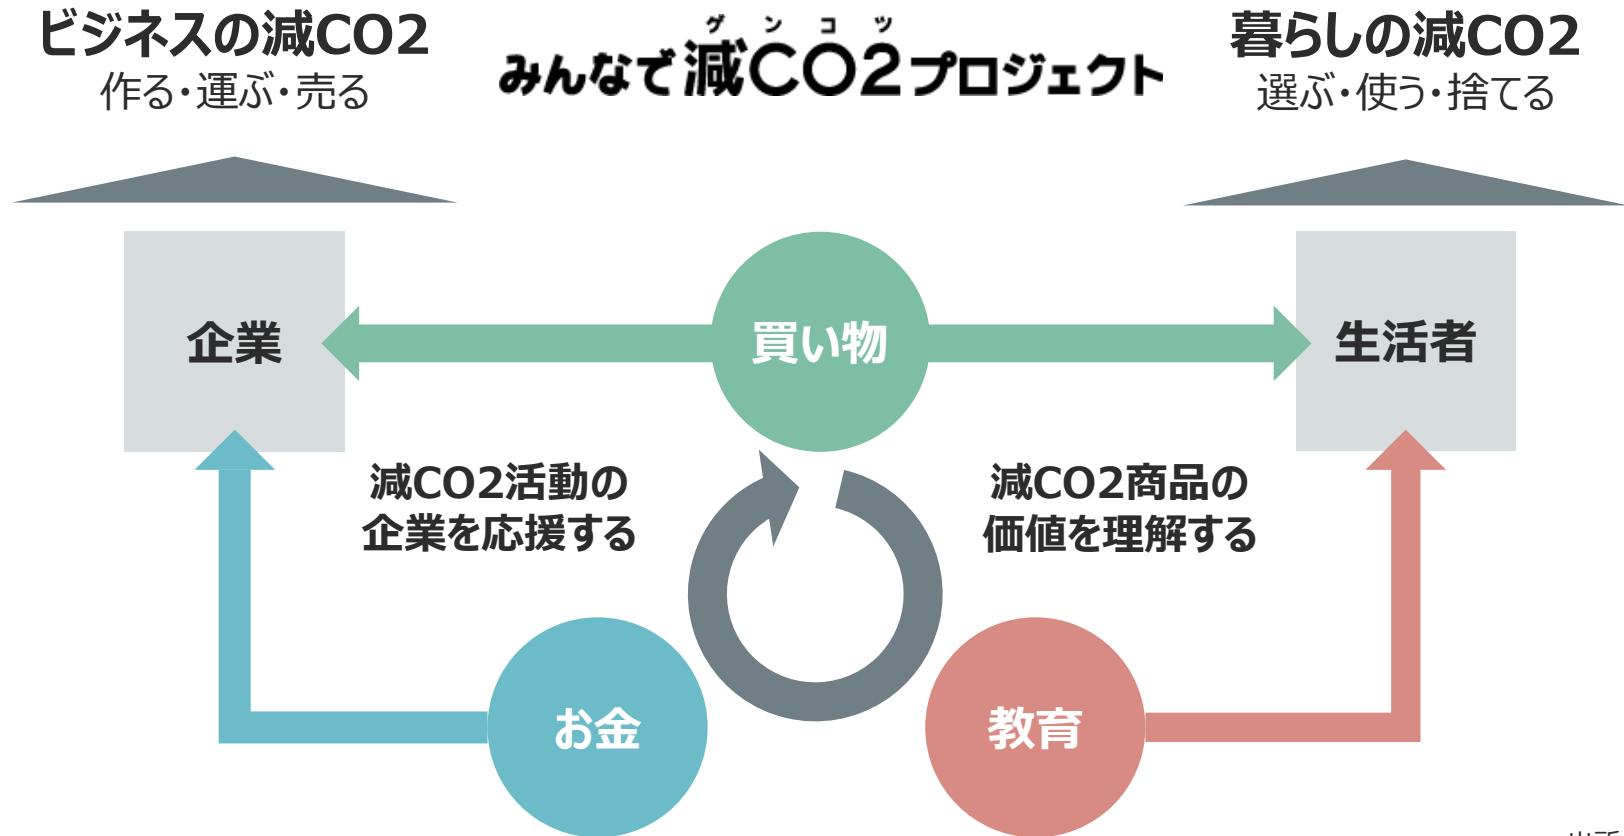 ビジネスの減CO2
作る・運ぶ・売る
ゲンコツ
みんなで減CO2プロジェクト
暮らしの減CO2
選ぶ・使う・捨てる
企業
買い物
生活者
減CO2活動の
企業を応援する
減CO2商品の
価値を理解する
お金
教育